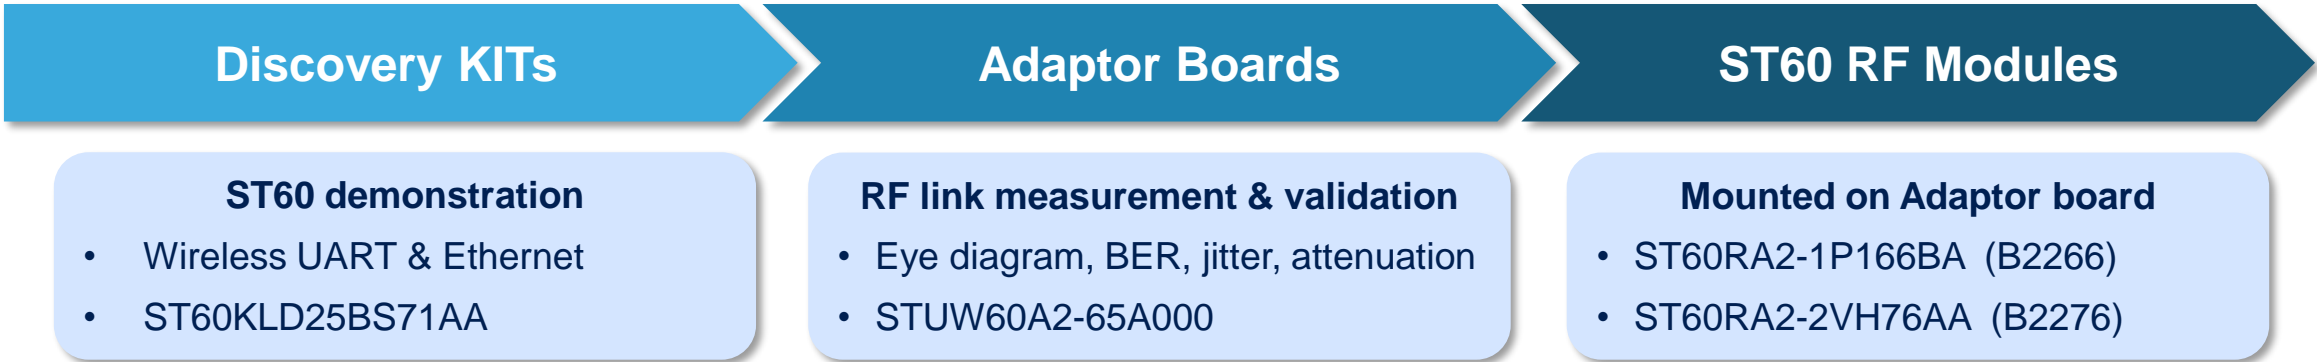 Discovery KITs
Adaptor Boards
ST60 RF Modules
ST60 demonstration
• Wireless UART & Ethernet
• ST60KLD25BS71AA
RF link measurement & validation
• Eye diagram, BER, jitter, attenuation
• STUW60A2-65A000
Mounted on Adaptor board
• ST60RA2-1P166BA (B2266)
• ST60RA2-2VH76AA (B2276)